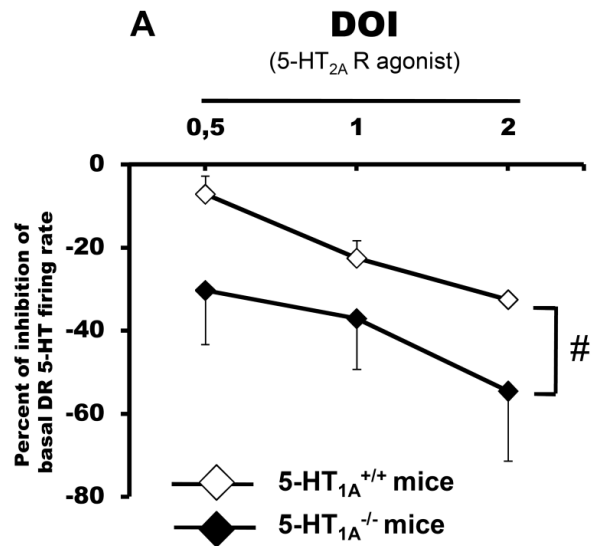 A
DOI
(5-HT2A R agonist)
0,5 1 2
0
-20
-40
-60
-80
Percent of inhibition of
basal DR 5-HT firing rate
#
5-HT1A+/+ mice
5-HT1A-/- mice